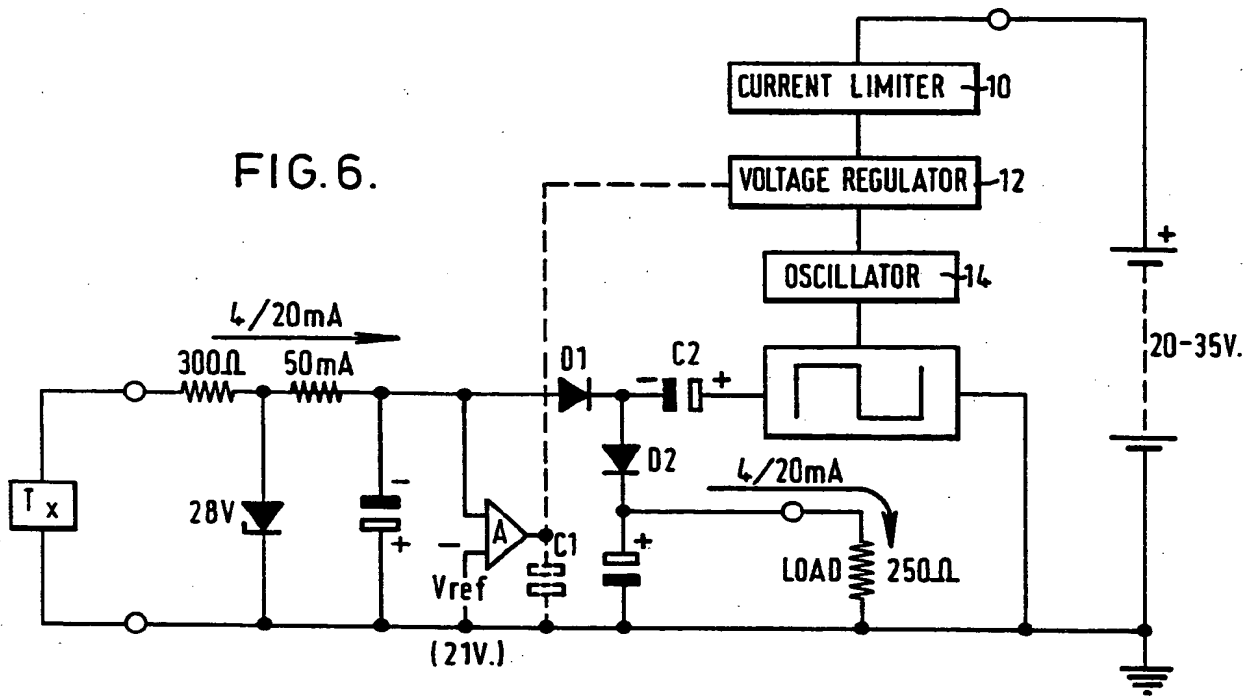 CURRENT LIMITER 10
FIG. 6.
VOLTAGE REGULATOR 12
OSCILLATOR 14
4/20mA
300Ω 50mA
D1 C2
- +
+
20-35V.
D2
4/20mA
Tx
28V
-
+
A
-
Vref
C1
+
LOAD 250Ω
(21V.)